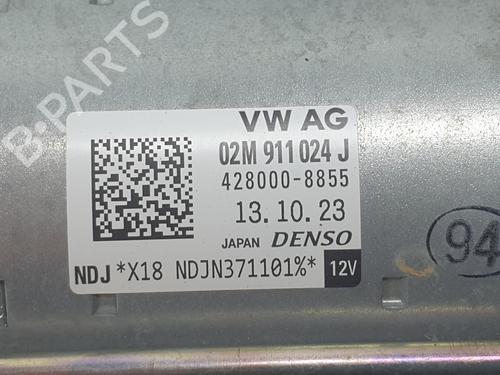 B-PARTS
VW AG
02M 911 024 J
428000-8855
13.10.23
JAPAN DENSO
NDJ *X18 NDJN371101%* 12V
94